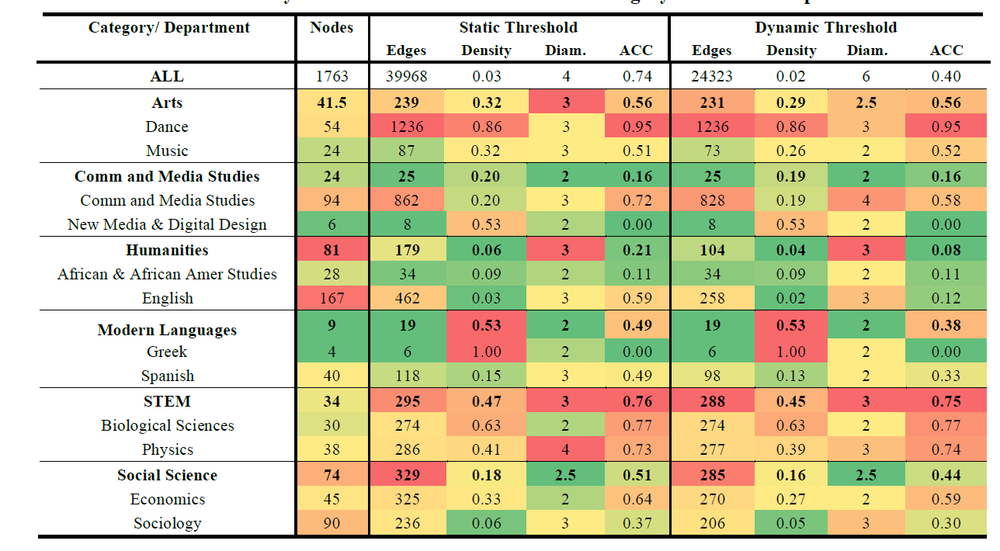 Category/ Department Nodes Static Threshold Dynamic Threshold
Edges Density Diam. ACC Edges Density Diam. ACC
ALL 1763 39968 0.03 4 0.74 24323 0.02 6 0.40
Arts 41.5 239 0.32 3 0.56 231 0.29 2.5 0.56
Dance 54 1236 0.86 3 0.95 1236 0.86 3 0.95
Music 24 87 0.32 3 0.51 73 0.26 2 0.52
Comm and Media Studies 24 25 0.20 2 0.16 25 0.19 2 0.16
Comm and Media Studies 94 862 0.20 3 0.72 828 0.19 4 0.58
New Media & Digital Design 6 8 0.53 2 0.00 8 0.53 2 0.00
Humanities 81 179 0.06 3 0.21 104 0.04 3 0.08
African & African Amer Studies 28 34 0.09 2 0.11 34 0.09 2 0.11
English 167 462 0.03 3 0.59 258 0.02 3 0.12
Modern Languages 9 19 0.53 2 0.49 19 0.53 2 0.38
Greek 4 6 1.00 2 0.00 6 1.00 2 0.00
Spanish 40 118 0.15 3 0.49 98 0.13 2 0.33
STEM 34 295 0.47 3 0.76 288 0.45 3 0.75
Biological Sciences 30 274 0.63 2 0.77 274 0.63 2 0.77
Physics 38 286 0.41 4 0.73 277 0.39 3 0.74
Social Science 74 329 0.18 2.5 0.51 285 0.16 2.5 0.44
Economics 45 325 0.33 2 0.64 270 0.27 2 0.59
Sociology 90 236 0.06 3 0.37 206 0.05 3 0.30